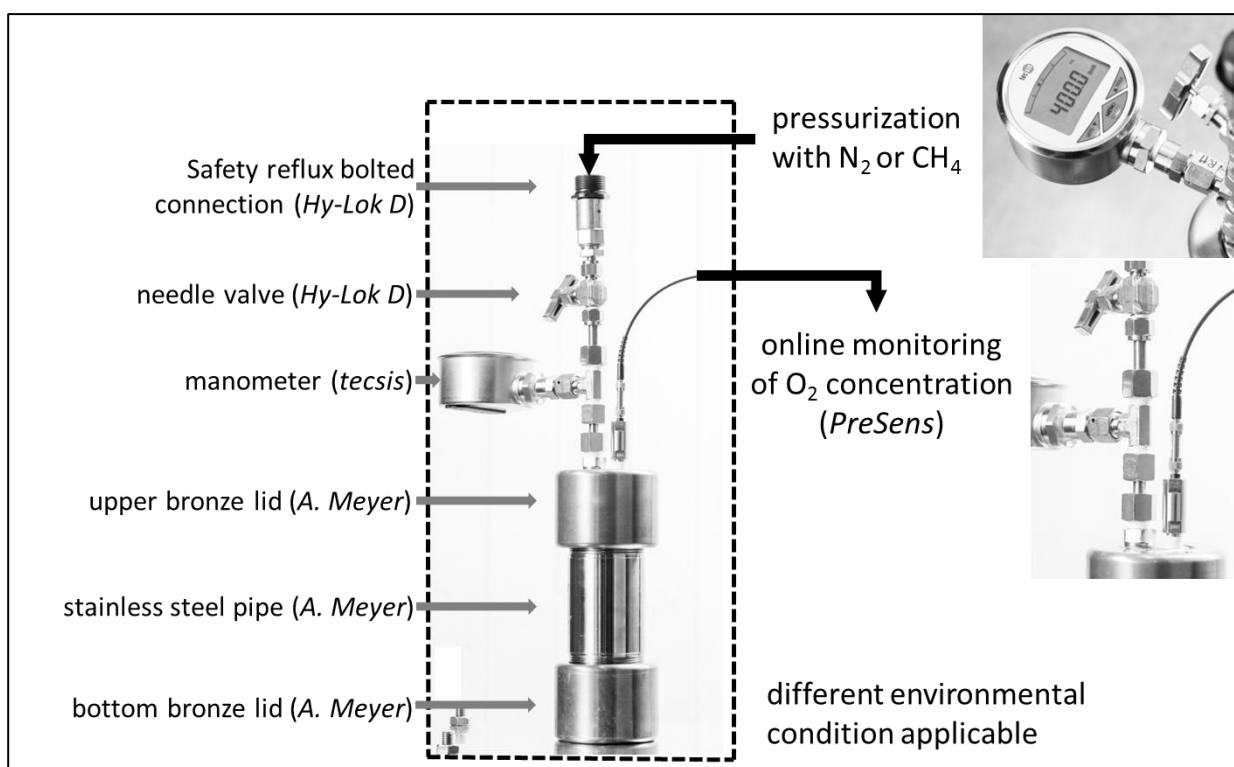 Safety reflux bolted
connection (Hy-Lok D)
needle valve (Hy-Lok D)
manometer (tecsis)
upper bronze lid (A. Meyer)
stainless steel pipe (A. Meyer)
bottom bronze lid (A. Meyer)
pressurization
with N₂ or CH₄
online monitoring
of O₂ concentration
(PreSens)
different environmental
condition applicable
400.0